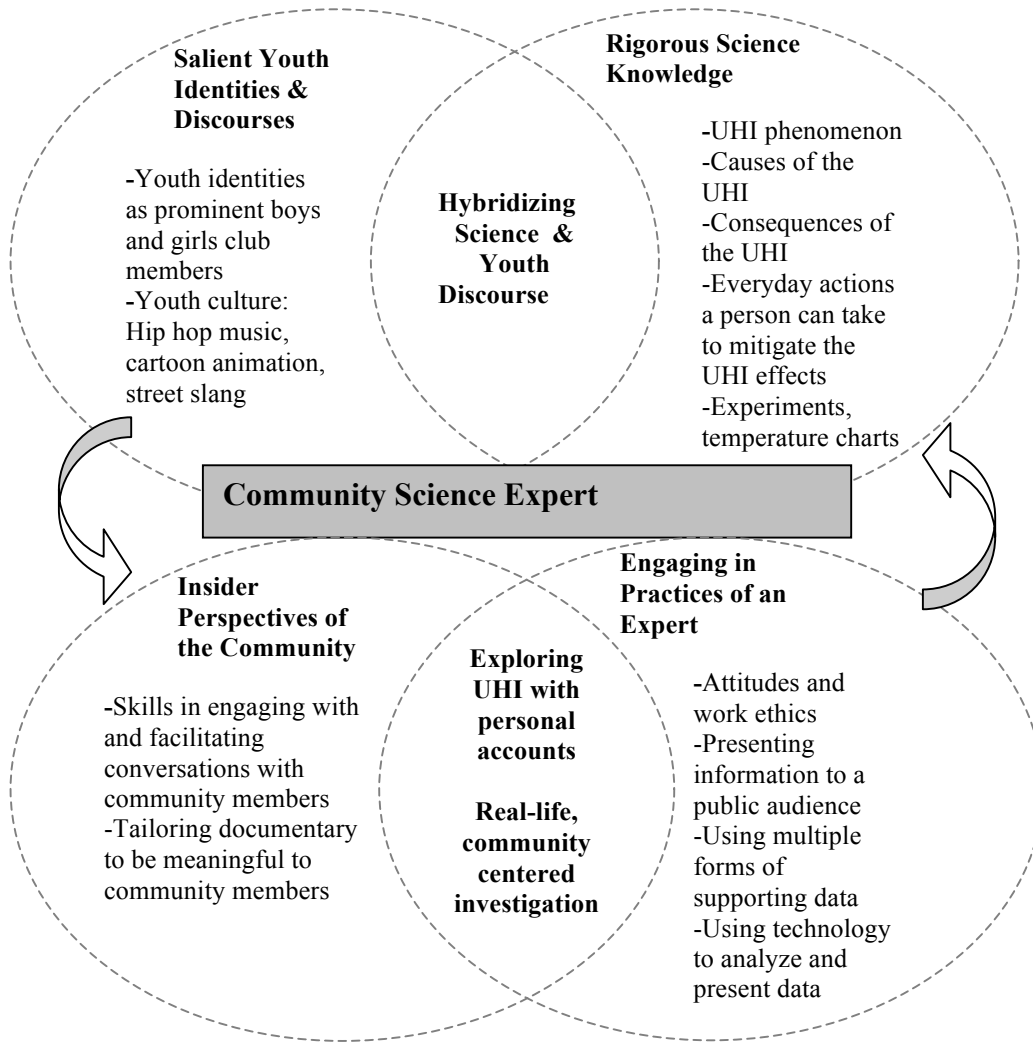 Salient Youth
Identities &
Discourses
-Youth identities
as prominent boys
and girls club
members
-Youth culture:
Hip hop music,
cartoon animation,
street slang
Hybridizing
Science &
Youth
Discourse
Rigorous Science
Knowledge
-UHI phenomenon
-Causes of the
UHI
-Consequences of
the UHI
-Everyday actions
a person can take
to mitigate the
UHI effects
-Experiments,
temperature charts
Community Science Expert
Insider
Perspectives of
the Community
-Skills in engaging with
and facilitating
conversations with
community members
-Tailoring documentary
to be meaningful to
community members
Exploring
UHI with
personal
accounts
Real-life,
community
centered
investigation
Engaging in
Practices of an
Expert
-Attitudes and
work ethics
-Presenting
information to a
public audience
-Using multiple
forms of
supporting data
-Using technology
to analyze and
present data